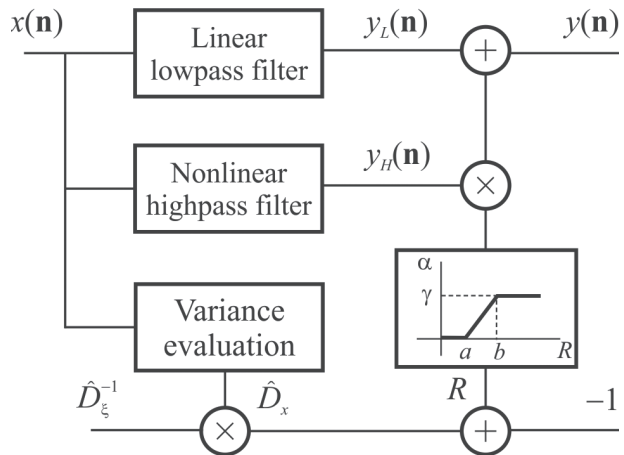 x(n)
Linear
lowpass filter
y_L(n)
+
y(n)
Nonlinear
highpass filter
y_H(n)
×
α
γ
a
b
R
Variance
evaluation
D̂_ξ^{-1}
D̂_x
R
-1
×
+